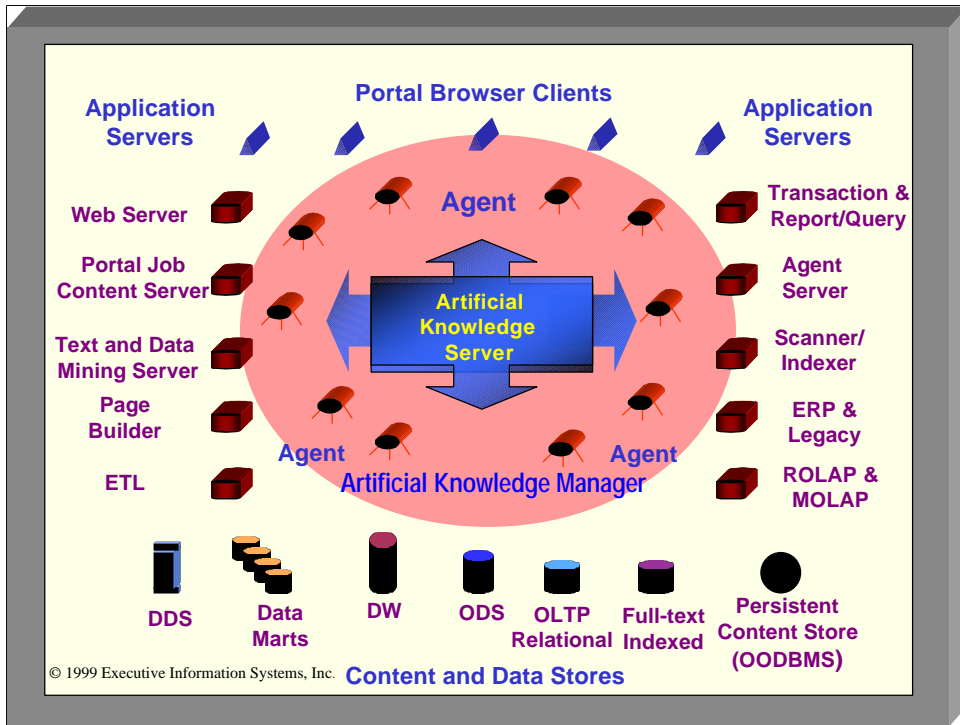 Portal Browser Clients
Application
Servers
Application
Servers
Web Server
Portal Job
Content Server
Text and Data
Mining Server
Page
Builder
ETL
Agent
Artificial
Knowledge
Server
Agent
Agent
Artificial Knowledge Manager
Transaction &
Report/Query
Agent
Server
Scanner/
Indexer
ERP &
Legacy
ROLAP &
MOLAP
DDS
Data
Marts
DW
ODS
OLTP
Relational
Full-text
Indexed
Persistent
Content Store
(OODBMS)
© 1999 Executive Information Systems, Inc.
Content and Data Stores